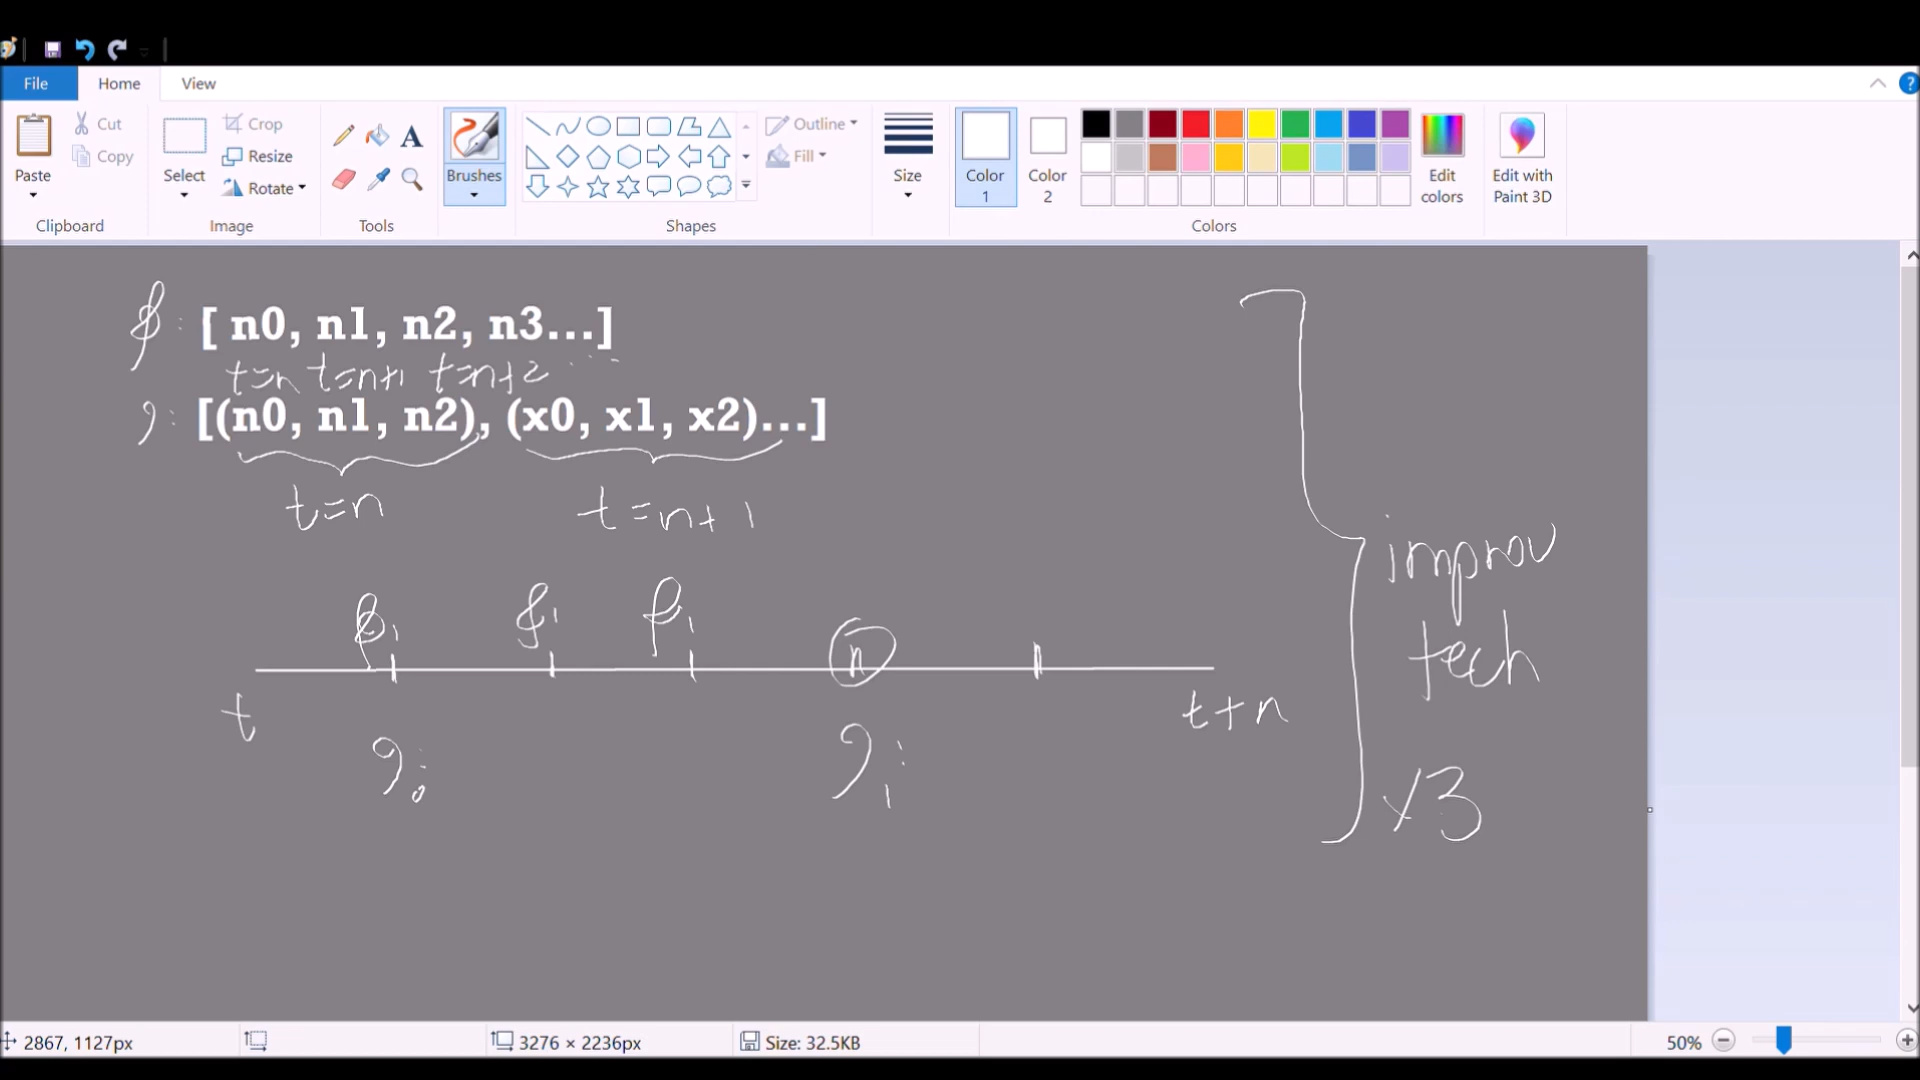 File Home View
Paste
Cut
Copy
Clipboard
Select
Crop
Resize
Rotate
Image
Tools
Brushes
Shapes
Outline
Fill
Size
Color 1
Color 2
Colors
Edit colors
Edit with Paint 3D
: [ n0, n1, n2, n3...]
t=n t=n+1 t=n+2 ...
: [(n0, n1, n2), (x0, x1, x2)...]
t=n t=n+1
n
t t+n
improv
tech
x3
2867, 1127px 3276 × 2236px Size: 32.5KB 50%